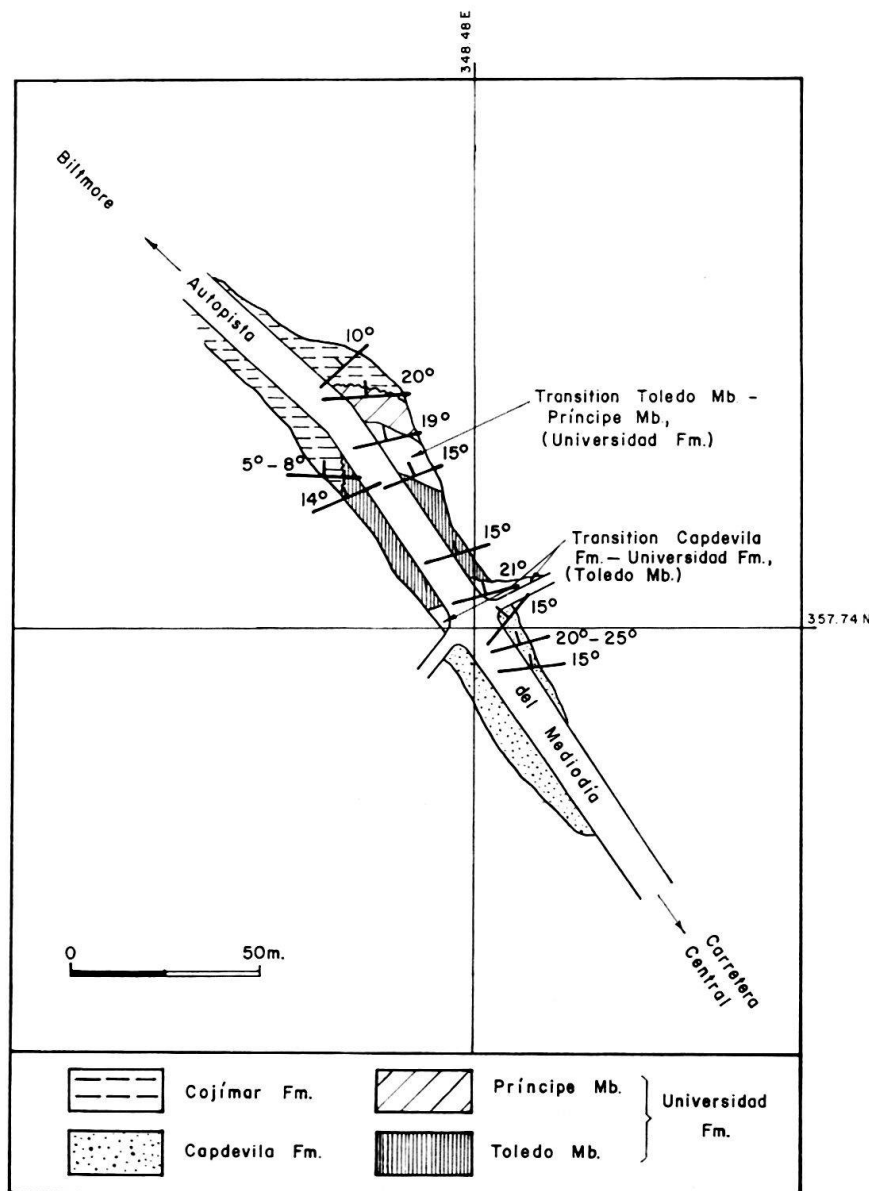 348.48 E
Biltmore
Autopista
10°
20°
Transition Toledo Mb. –
Príncipe Mb.,
(Universidad Fm.)
19°
15°
5° - 8°
14°
15°
Transition Capdevila
Fm. – Universidad Fm.,
(Toledo Mb.)
21°
15°
357.74 N
20° - 25°
15°
del Mediodía
0 50m.
Carretera
Central
Cojímar Fm.
Príncipe Mb.
Universidad
Fm.
Capdevila Fm.
Toledo Mb.